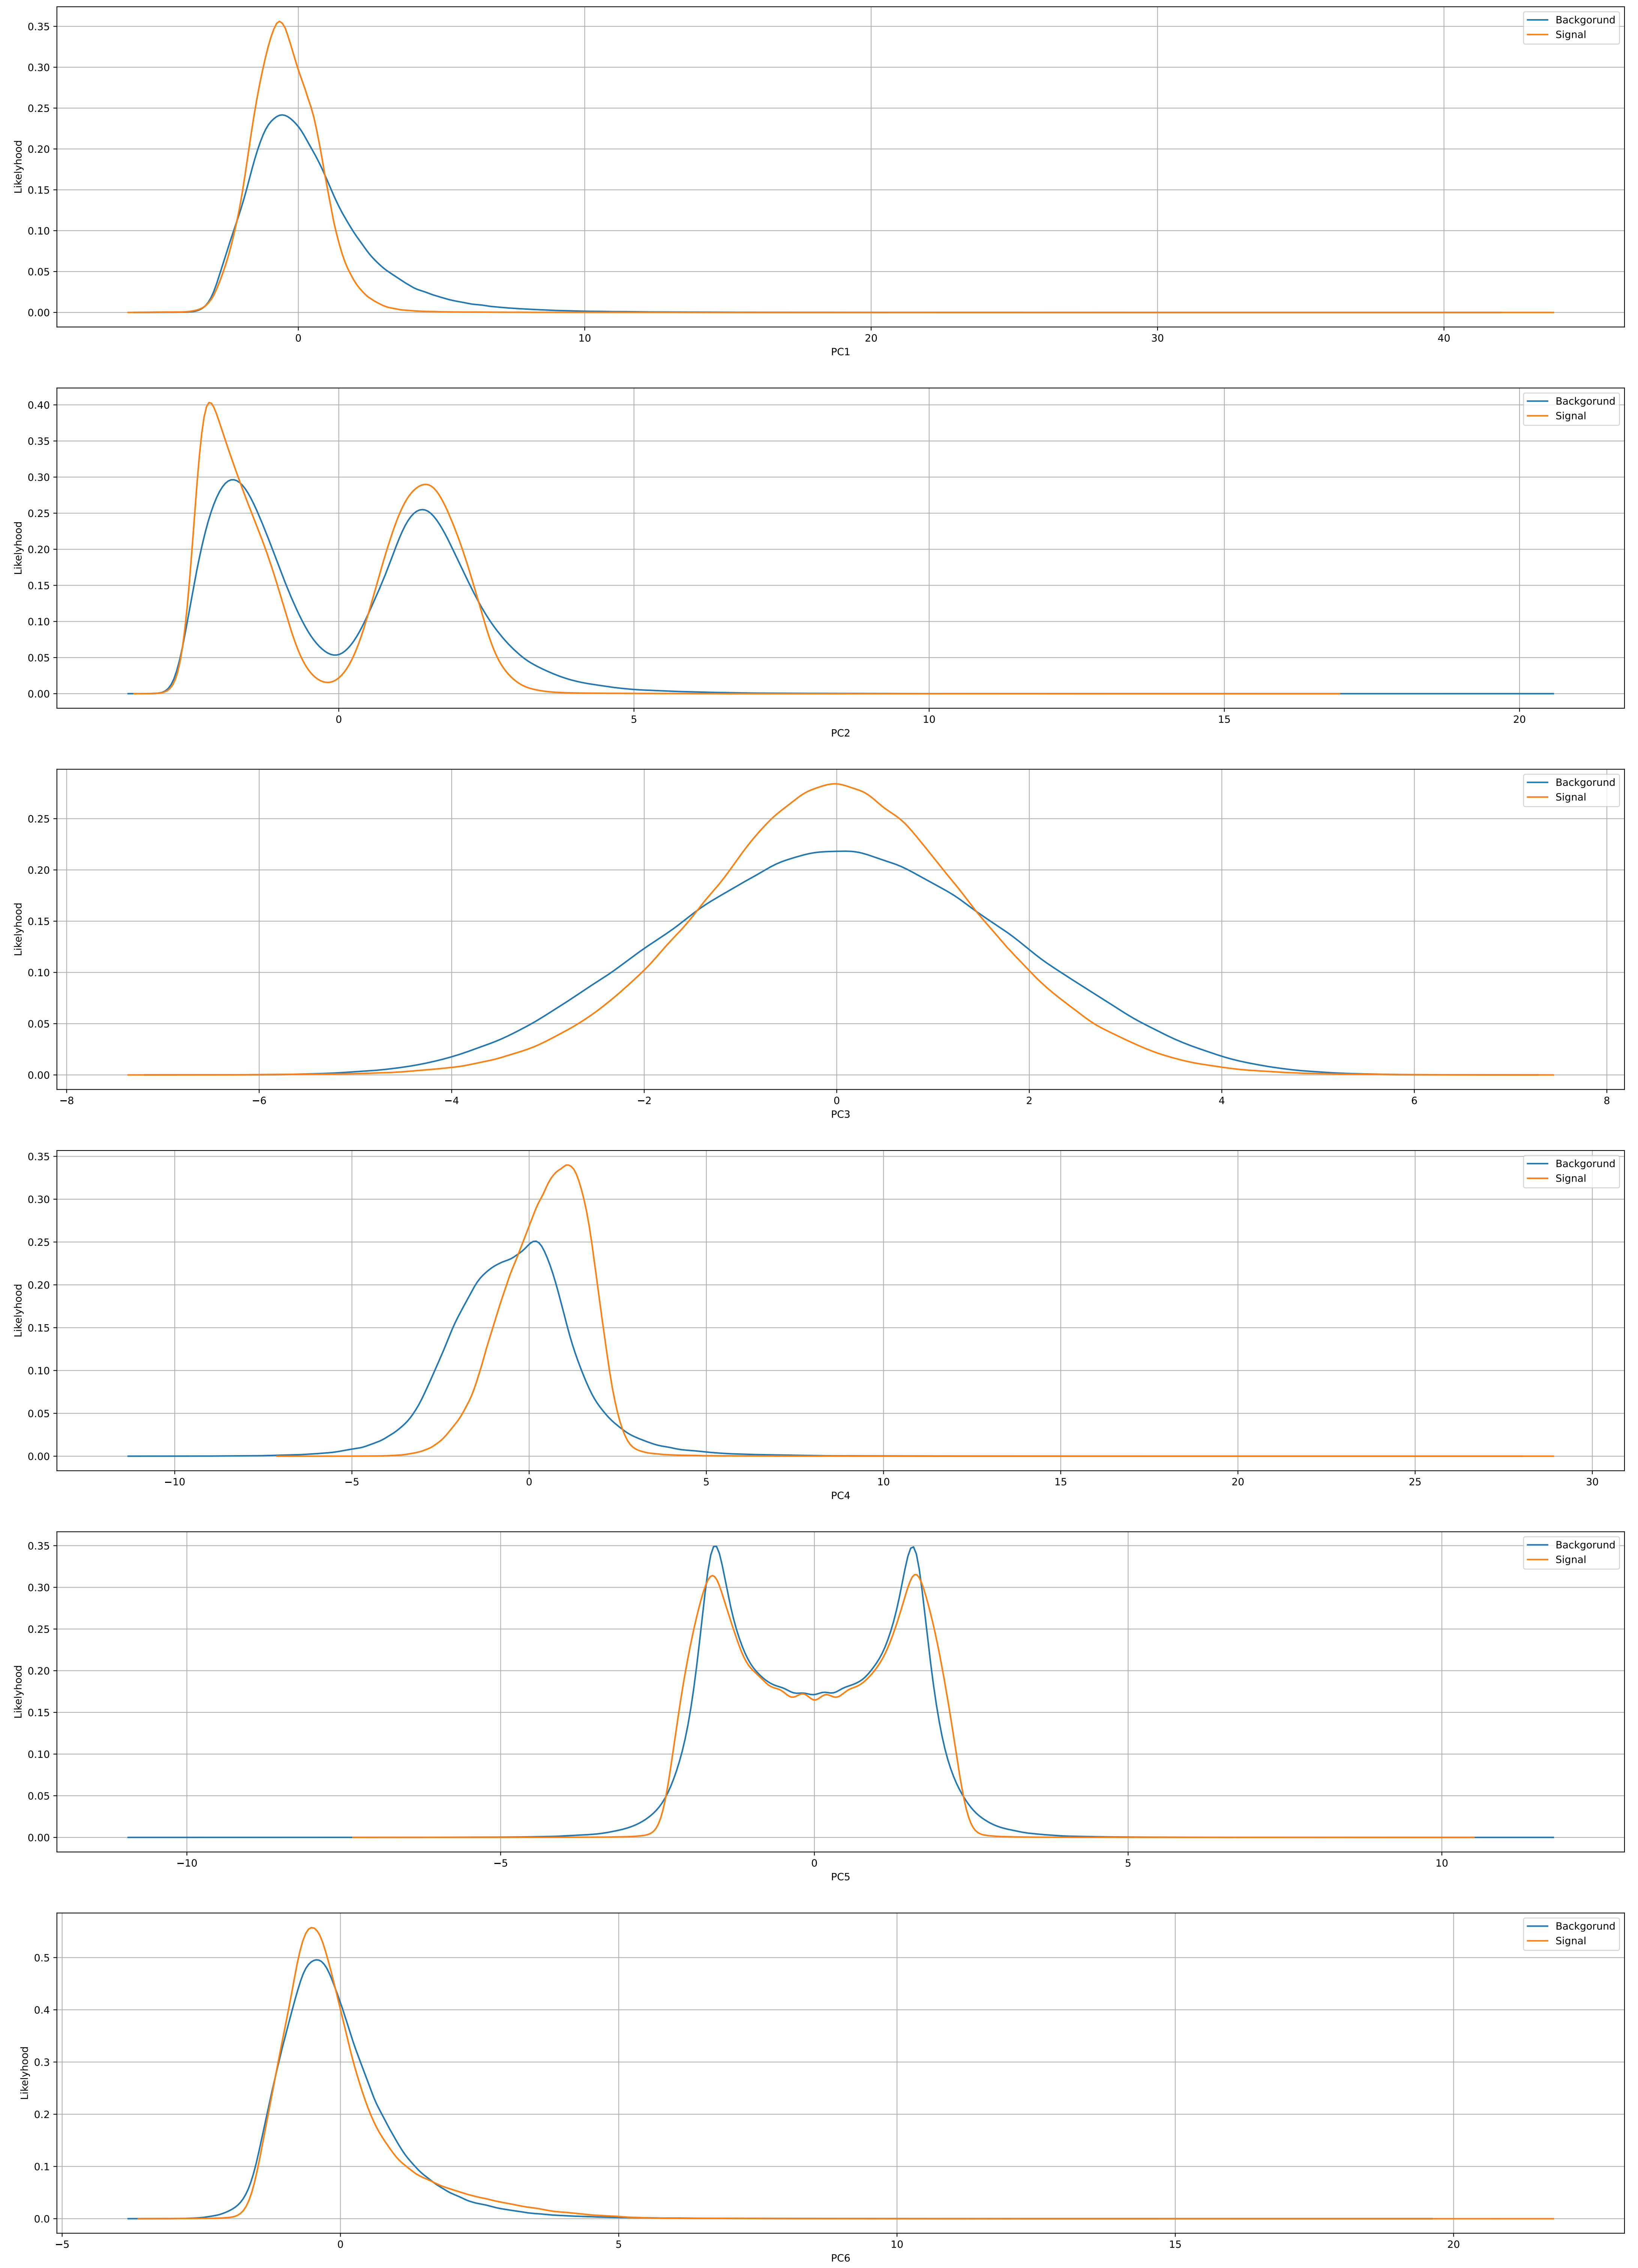 0.35
0.30
0.25
0.20
0.15
0.10
0.05
0.00
Likelyhood
Backgorund
Signal
0 10 20 30 40
PC1
0.40
0.35
0.30
0.25
0.20
0.15
0.10
0.05
0.00
Likelyhood
Backgorund
Signal
0 5 10 15 20
PC2
0.25
0.20
0.15
0.10
0.05
0.00
Likelyhood
Backgorund
Signal
−8 −6 −4 −2 0 2 4 6 8
PC3
0.35
0.30
0.25
0.20
0.15
0.10
0.05
0.00
Likelyhood
Backgorund
Signal
−10 −5 0 5 10 15 20 25 30
PC4
0.35
0.30
0.25
0.20
0.15
0.10
0.05
0.00
Likelyhood
Backgorund
Signal
−10 −5 0 5 10
PC5
0.5
0.4
0.3
0.2
0.1
0.0
Likelyhood
Backgorund
Signal
−5 0 5 10 15 20
PC6